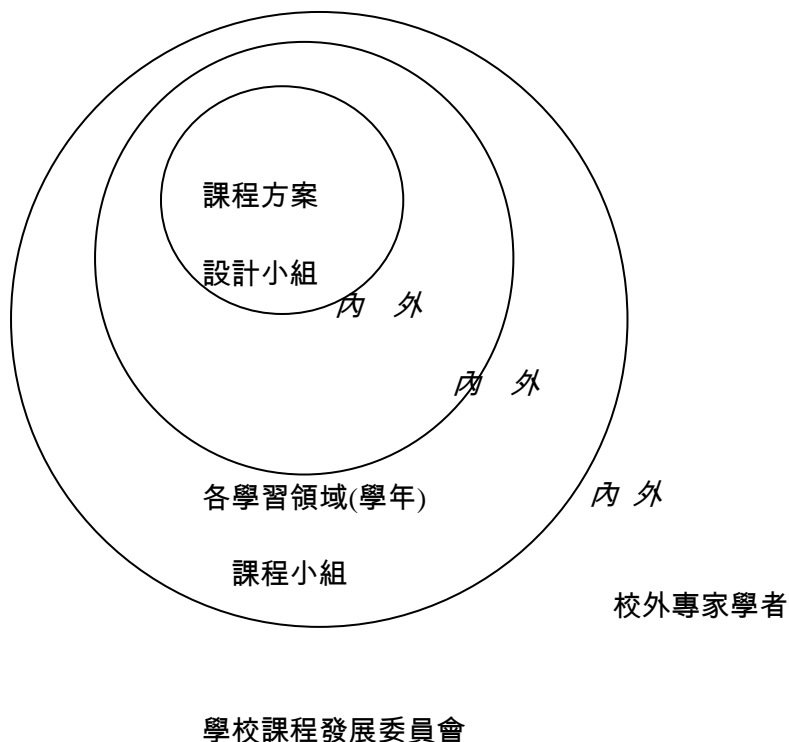 課程方案
設計小組
內 外
內 外
各學習領域(學年)
內 外
課程小組
校外專家學者
學校課程發展委員會